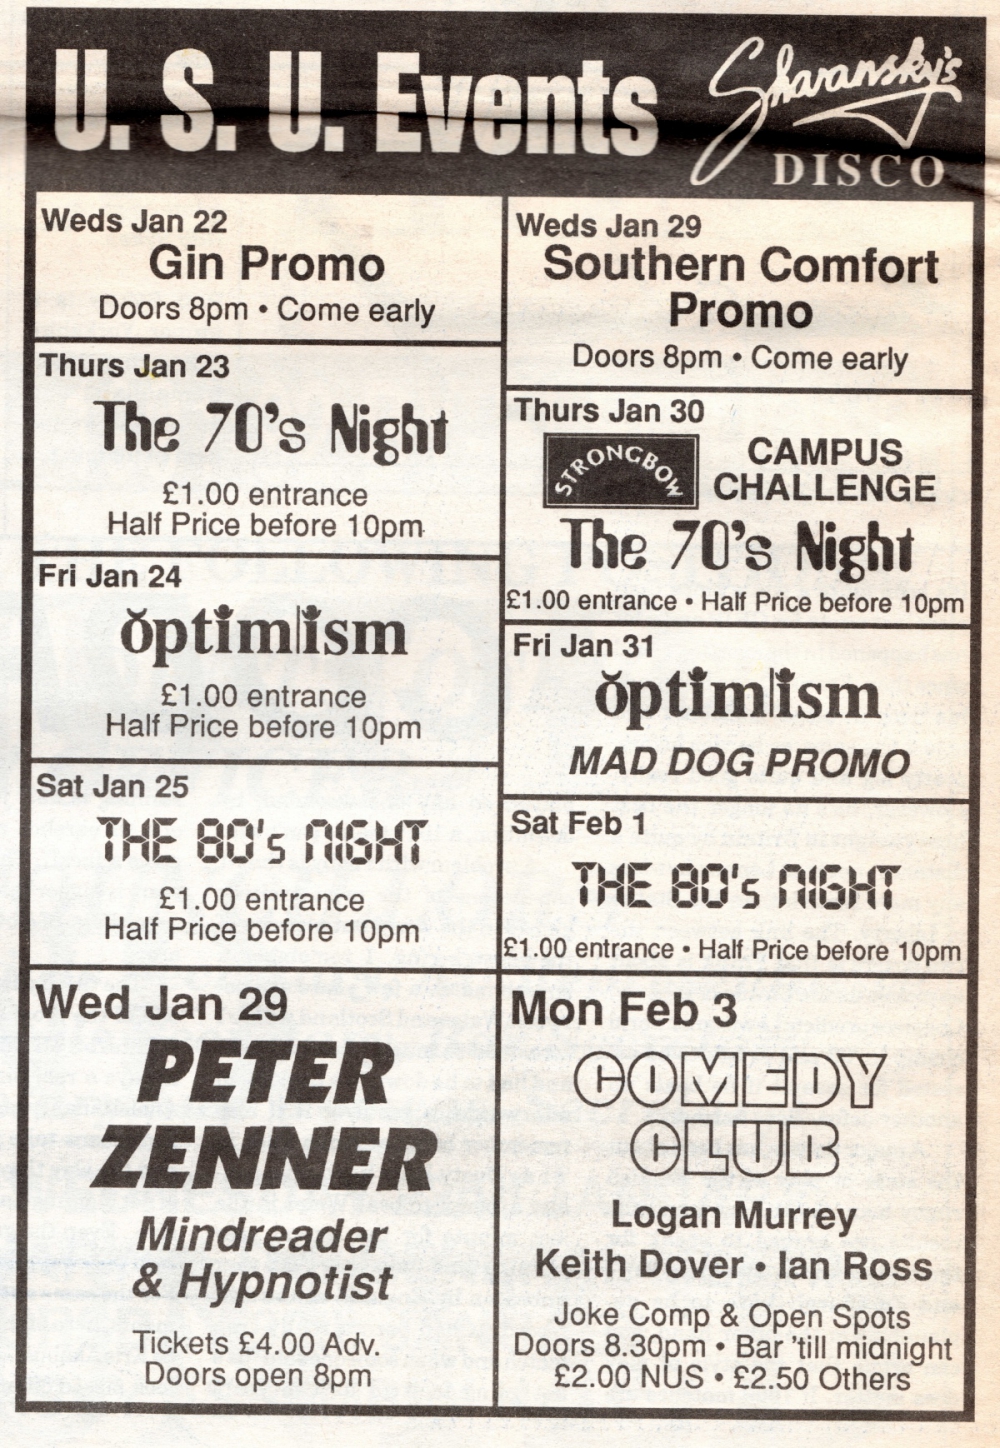 U. S. U. Events
Sharansky's
DISCO
Weds Jan 22
Gin Promo
Doors 8pm • Come early
Thurs Jan 23
The 70's Night
£1.00 entrance
Half Price before 10pm
Fri Jan 24
optimism
£1.00 entrance
Half Price before 10pm
Sat Jan 25
THE 80's NIGHT
£1.00 entrance
Half Price before 10pm
Wed Jan 29
PETER
ZENNER
Mindreader
& Hypnotist
Tickets £4.00 Adv.
Doors open 8pm
Weds Jan 29
Southern Comfort
Promo
Doors 8pm • Come early
Thurs Jan 30
STRONGBOW
CAMPUS
CHALLENGE
The 70's Night
£1.00 entrance • Half Price before 10pm
Fri Jan 31
optimism
MAD DOG PROMO
Sat Feb 1
THE 80's NIGHT
£1.00 entrance • Half Price before 10pm
Mon Feb 3
COMEDY
CLUB
Logan Murrey
Keith Dover • Ian Ross
Joke Comp & Open Spots
Doors 8.30pm • Bar 'till midnight
£2.00 NUS • £2.50 Others